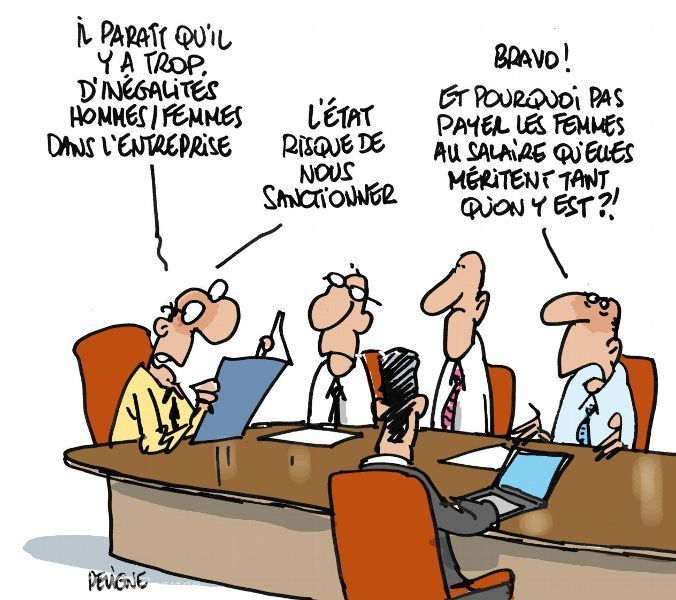 IL PARAIT QU'IL
Y A TROP
D'INÉGALITÉS
HOMMES/FEMMES
DANS L'ENTREPRISE
L'ÉTAT
RISQUE DE
NOUS
SANCTIONNER
BRAVO !
ET POURQUOI PAS
PAYER LES FEMMES
AU SALAIRE QU'ELLES
MÉRITENT TANT
QU'ON Y EST ?!
DELIGNE